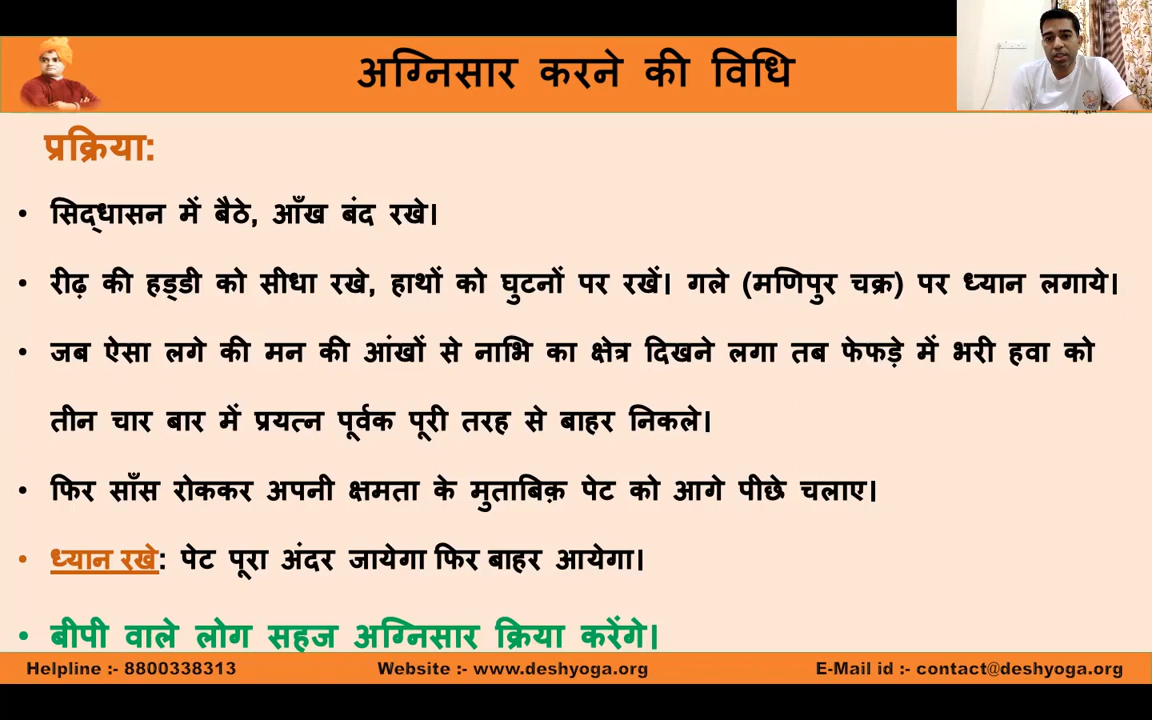 अग्निसार करने की विधि
प्रक्रिया:
• सिद्धासन में बैठे, आँख बंद रखे।
• रीढ़ की हड्डी को सीधा रखे, हाथों को घुटनों पर रखें। गले (मणिपुर चक्र) पर ध्यान लगाये।
• जब ऐसा लगे की मन की आंखों से नाभि का क्षेत्र दिखने लगा तब फेफड़े में भरी हवा को
तीन चार बार में प्रयत्न पूर्वक पूरी तरह से बाहर निकले।
• फिर साँस रोककर अपनी क्षमता के मुताबिक़ पेट को आगे पीछे चलाए।
• ध्यान रखे: पेट पूरा अंदर जायेगा फिर बाहर आयेगा।
• बीपी वाले लोग सहज अग्निसार क्रिया करेंगे।
Helpline :- 8800338313 Website :- www.deshyoga.org E-Mail id :- contact@deshyoga.org